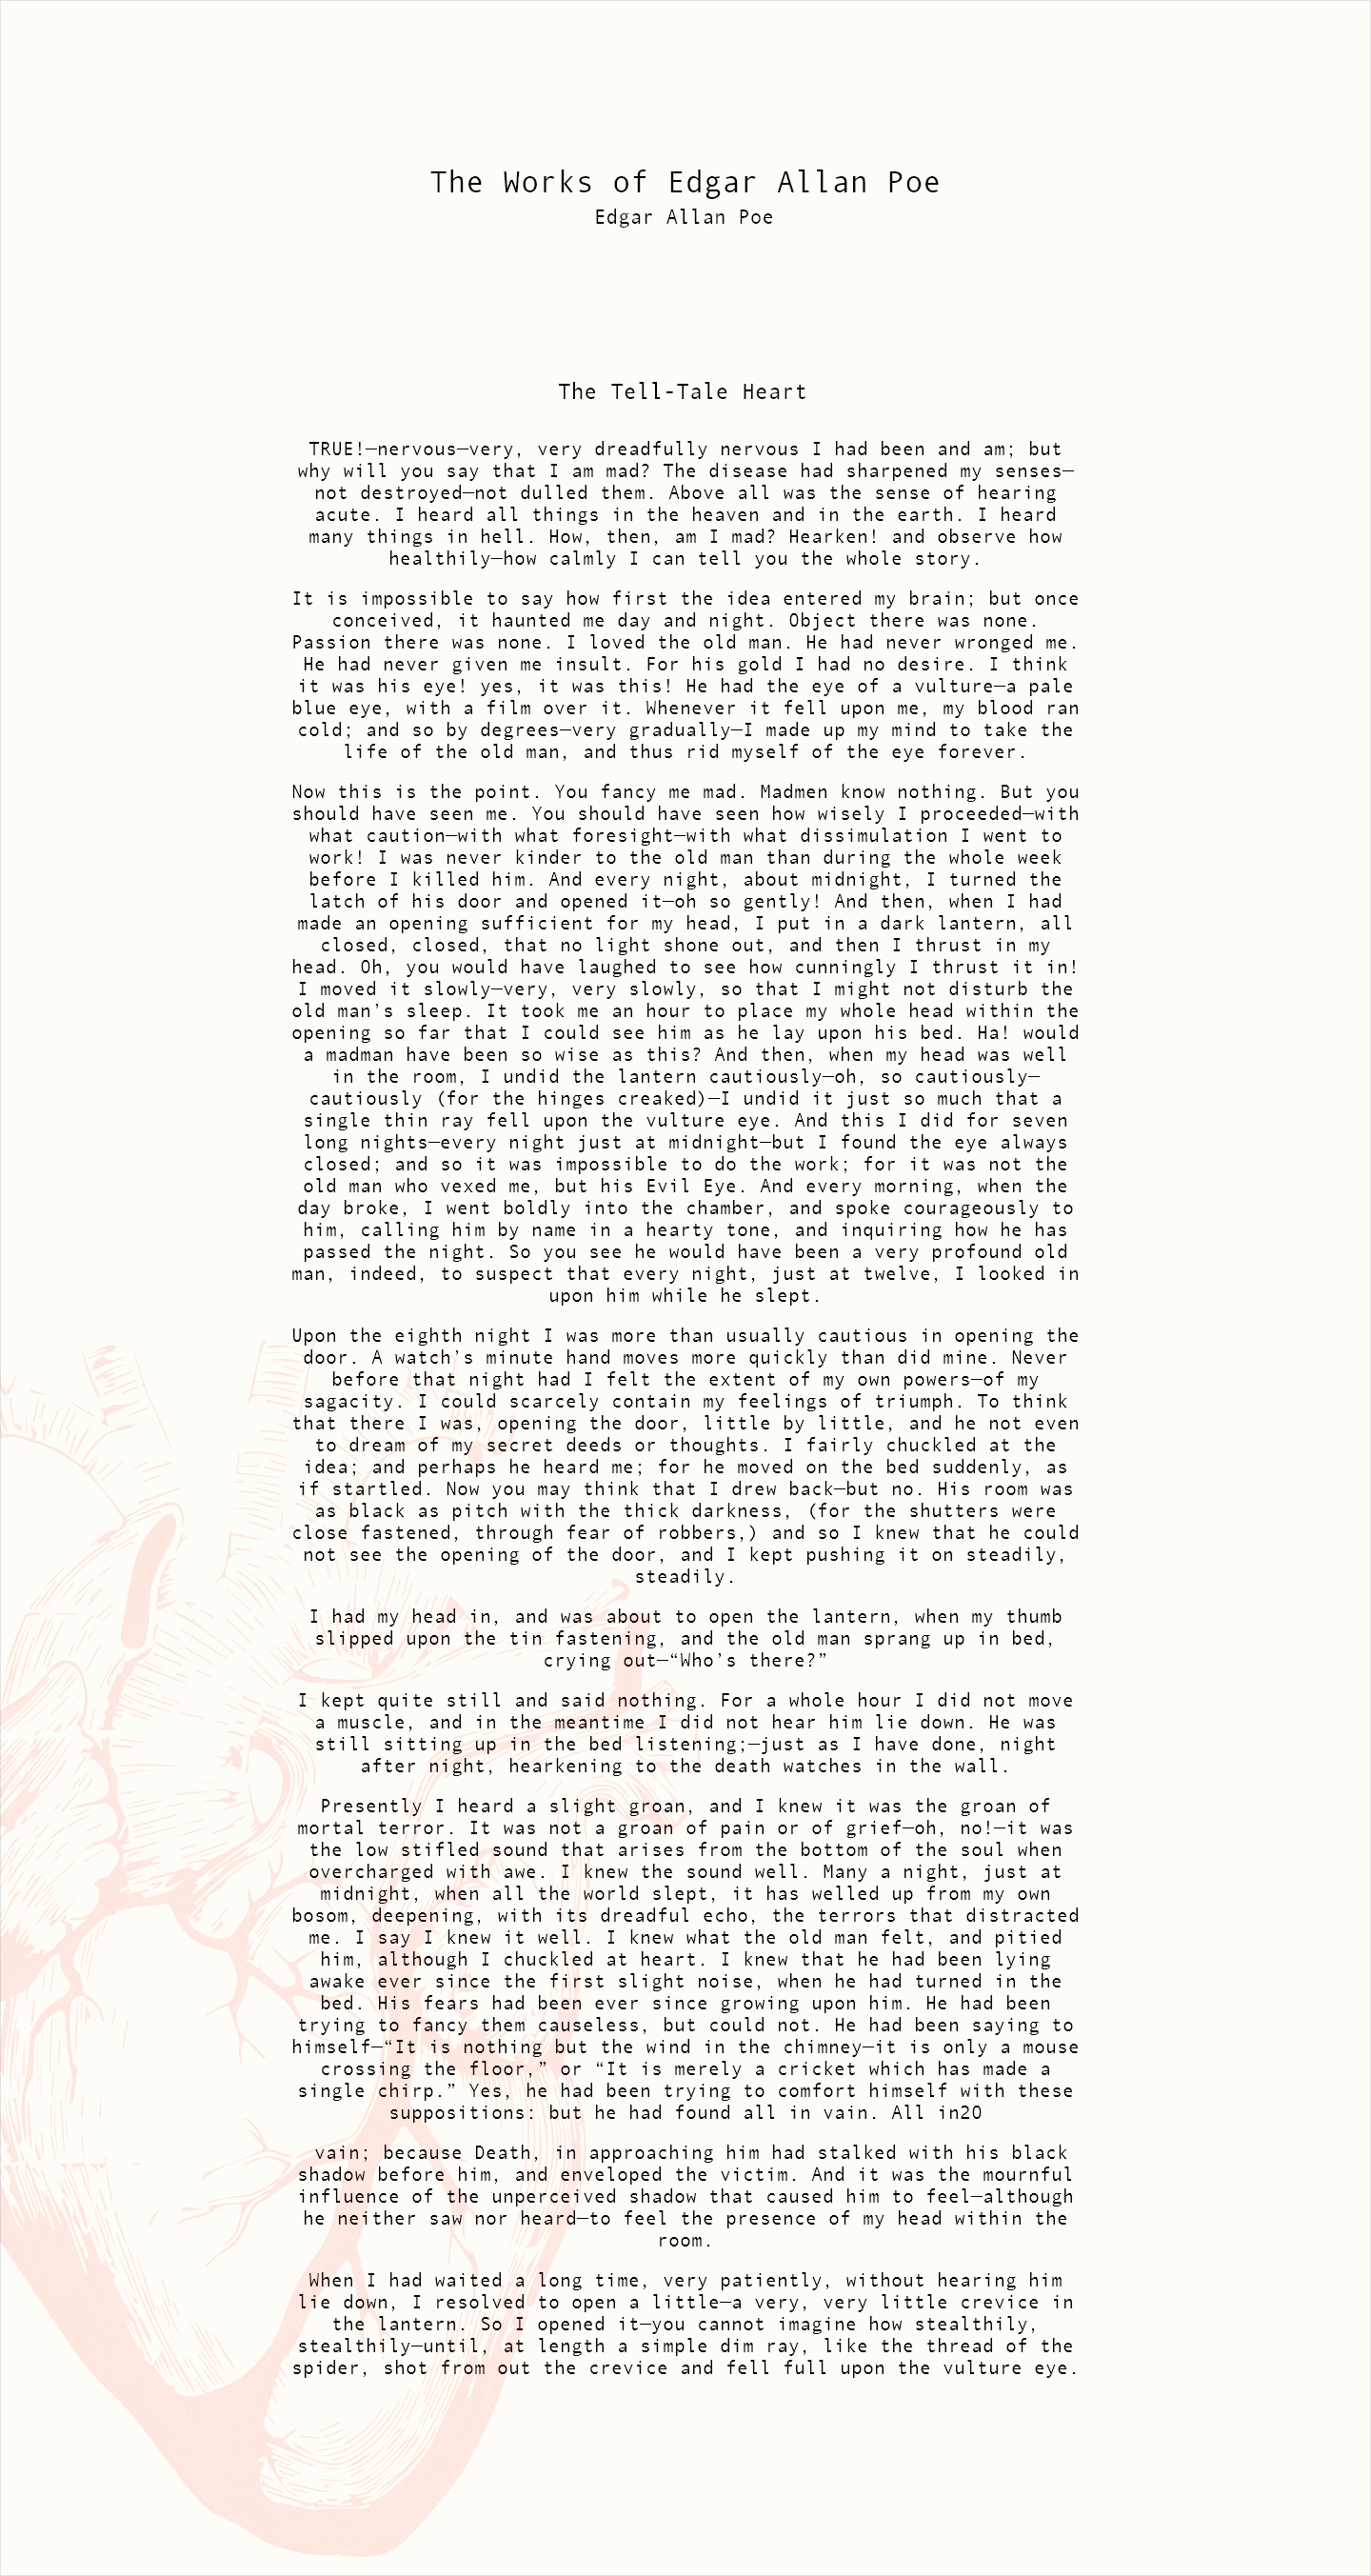 The Works of Edgar Allan Poe
Edgar Allan Poe
The Tell-Tale Heart
TRUE!—nervous—very, very dreadfully nervous I had been and am; but
why will you say that I am mad? The disease had sharpened my senses—
not destroyed—not dulled them. Above all was the sense of hearing
acute. I heard all things in the heaven and in the earth. I heard
many things in hell. How, then, am I mad? Hearken! and observe how
healthily—how calmly I can tell you the whole story.
It is impossible to say how first the idea entered my brain; but once
conceived, it haunted me day and night. Object there was none.
Passion there was none. I loved the old man. He had never wronged me.
He had never given me insult. For his gold I had no desire. I think
it was his eye! yes, it was this! He had the eye of a vulture—a pale
blue eye, with a film over it. Whenever it fell upon me, my blood ran
cold; and so by degrees—very gradually—I made up my mind to take the
life of the old man, and thus rid myself of the eye forever.
Now this is the point. You fancy me mad. Madmen know nothing. But you
should have seen me. You should have seen how wisely I proceeded—with
what caution—with what foresight—with what dissimulation I went to
work! I was never kinder to the old man than during the whole week
before I killed him. And every night, about midnight, I turned the
latch of his door and opened it—oh so gently! And then, when I had
made an opening sufficient for my head, I put in a dark lantern, all
closed, closed, that no light shone out, and then I thrust in my
head. Oh, you would have laughed to see how cunningly I thrust it in!
I moved it slowly—very, very slowly, so that I might not disturb the
old man’s sleep. It took me an hour to place my whole head within the
opening so far that I could see him as he lay upon his bed. Ha! would
a madman have been so wise as this? And then, when my head was well
in the room, I undid the lantern cautiously—oh, so cautiously—
cautiously (for the hinges creaked)—I undid it just so much that a
single thin ray fell upon the vulture eye. And this I did for seven
long nights—every night just at midnight—but I found the eye always
closed; and so it was impossible to do the work; for it was not the
old man who vexed me, but his Evil Eye. And every morning, when the
day broke, I went boldly into the chamber, and spoke courageously to
him, calling him by name in a hearty tone, and inquiring how he has
passed the night. So you see he would have been a very profound old
man, indeed, to suspect that every night, just at twelve, I looked in
upon him while he slept.
Upon the eighth night I was more than usually cautious in opening the
door. A watch’s minute hand moves more quickly than did mine. Never
before that night had I felt the extent of my own powers—of my
sagacity. I could scarcely contain my feelings of triumph. To think
that there I was, opening the door, little by little, and he not even
to dream of my secret deeds or thoughts. I fairly chuckled at the
idea; and perhaps he heard me; for he moved on the bed suddenly, as
if startled. Now you may think that I drew back—but no. His room was
as black as pitch with the thick darkness, (for the shutters were
close fastened, through fear of robbers,) and so I knew that he could
not see the opening of the door, and I kept pushing it on steadily,
steadily.
I had my head in, and was about to open the lantern, when my thumb
slipped upon the tin fastening, and the old man sprang up in bed,
crying out—“Who’s there?”
I kept quite still and said nothing. For a whole hour I did not move
a muscle, and in the meantime I did not hear him lie down. He was
still sitting up in the bed listening;—just as I have done, night
after night, hearkening to the death watches in the wall.
Presently I heard a slight groan, and I knew it was the groan of
mortal terror. It was not a groan of pain or of grief—oh, no!—it was
the low stifled sound that arises from the bottom of the soul when
overcharged with awe. I knew the sound well. Many a night, just at
midnight, when all the world slept, it has welled up from my own
bosom, deepening, with its dreadful echo, the terrors that distracted
me. I say I knew it well. I knew what the old man felt, and pitied
him, although I chuckled at heart. I knew that he had been lying
awake ever since the first slight noise, when he had turned in the
bed. His fears had been ever since growing upon him. He had been
trying to fancy them causeless, but could not. He had been saying to
himself—“It is nothing but the wind in the chimney—it is only a mouse
crossing the floor,” or “It is merely a cricket which has made a
single chirp.” Yes, he had been trying to comfort himself with these
suppositions: but he had found all in vain. All in20
vain; because Death, in approaching him had stalked with his black
shadow before him, and enveloped the victim. And it was the mournful
influence of the unperceived shadow that caused him to feel—although
he neither saw nor heard—to feel the presence of my head within the
room.
When I had waited a long time, very patiently, without hearing him
lie down, I resolved to open a little—a very, very little crevice in
the lantern. So I opened it—you cannot imagine how stealthily,
stealthily—until, at length a simple dim ray, like the thread of the
spider, shot from out the crevice and fell full upon the vulture eye.